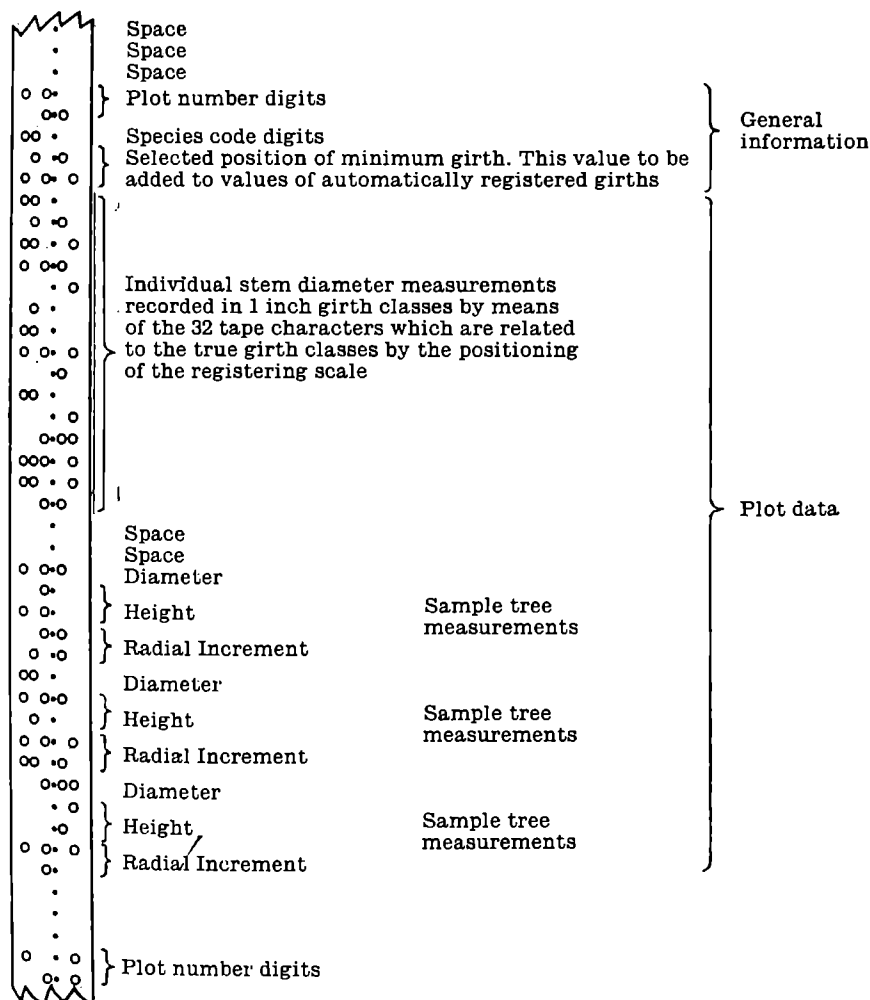 Space
Space
Space
Plot number digits
General
information
Species code digits
Selected position of minimum girth. This value to be
added to values of automatically registered girths
Individual stem diameter measurements
recorded in 1 inch girth classes by means
of the 32 tape characters which are related
to the true girth classes by the positioning
of the registering scale
Plot data
Space
Space
Diameter
Height
Sample tree
measurements
Radial Increment
Diameter
Height
Sample tree
measurements
Radial Increment
Diameter
Height
Sample tree
measurements
Radial Increment
Plot number digits